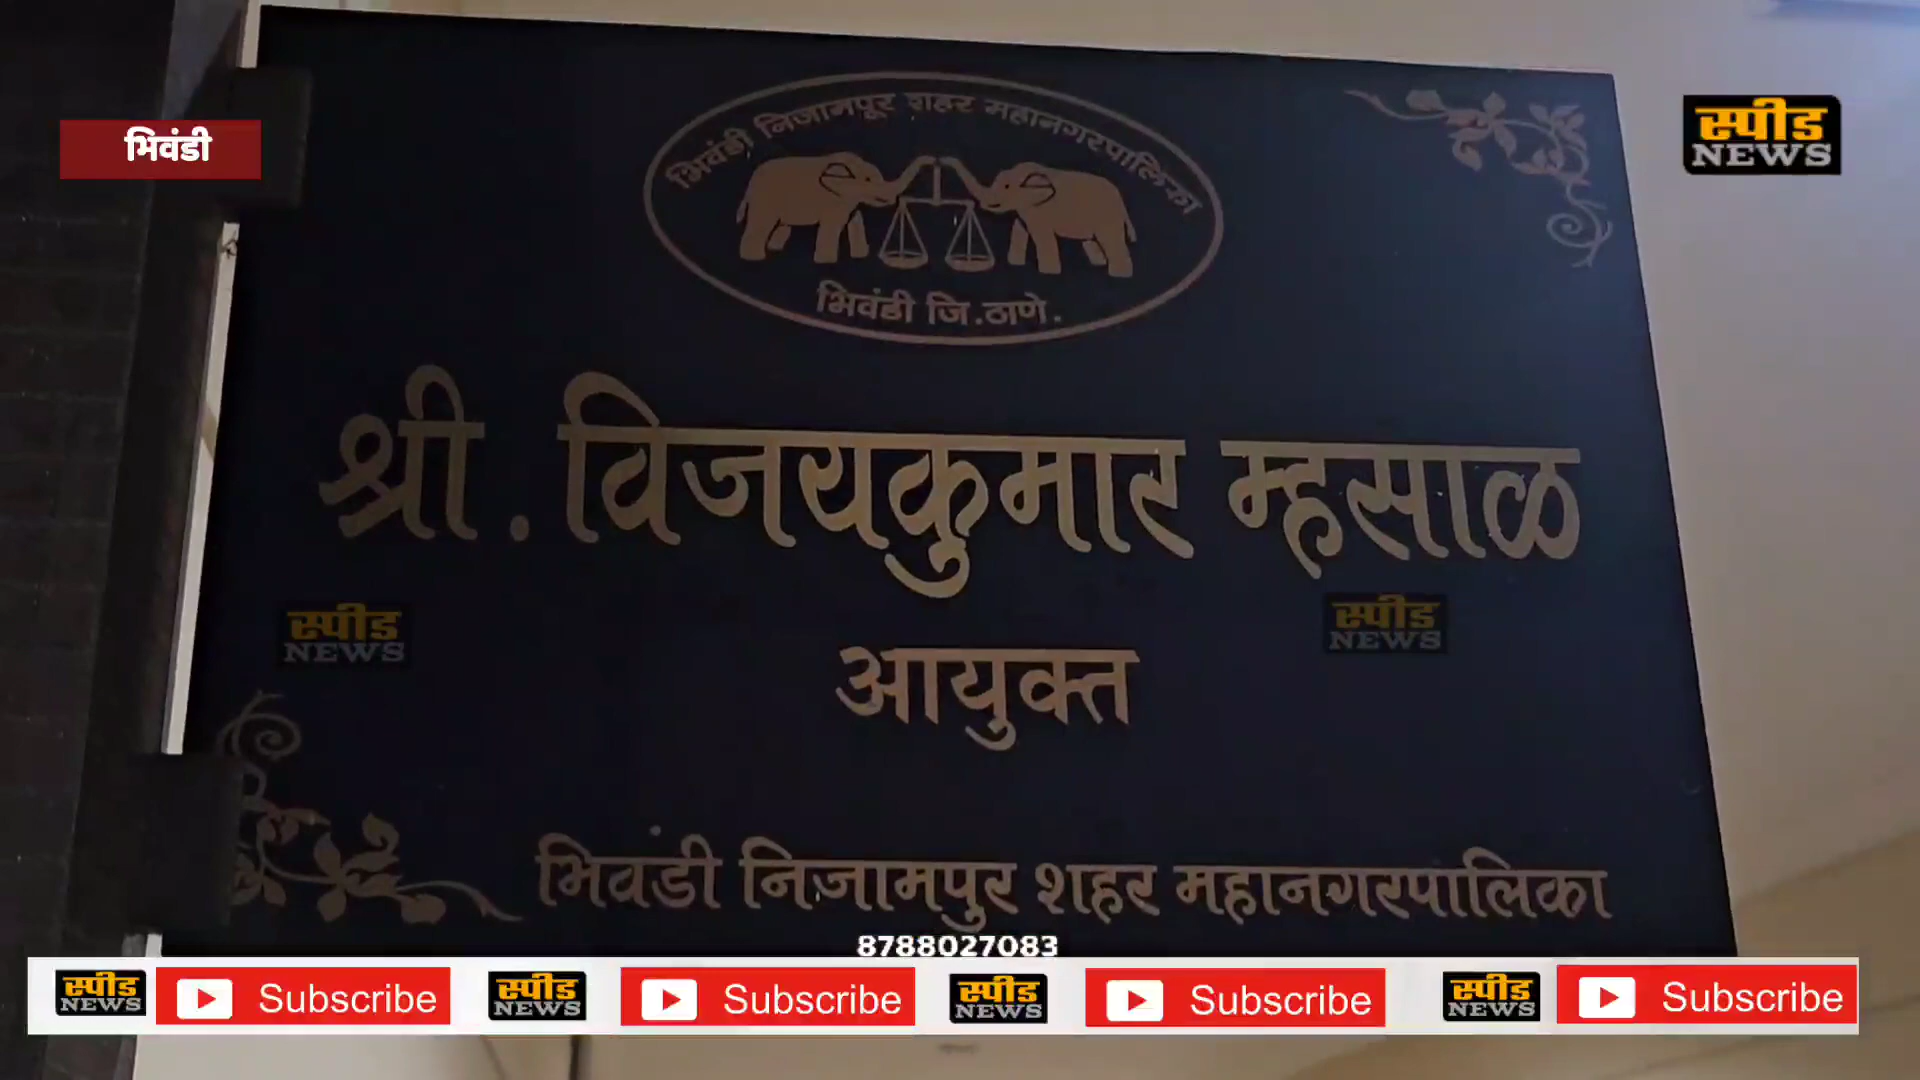 भिवंडी
स्पीड
NEWS
भिवंडी निजामपूर शहर महानगरपालिका
भिवंडी जि.ठाणे.
श्री. विजयकुमार म्हसाळ
स्पीड
NEWS
स्पीड
NEWS
आयुक्त
भिवंडी निजामपुर शहर महानगरपालिका
8788027083
स्पीड NEWS Subscribe स्पीड NEWS Subscribe स्पीड NEWS Subscribe स्पीड NEWS Subscribe